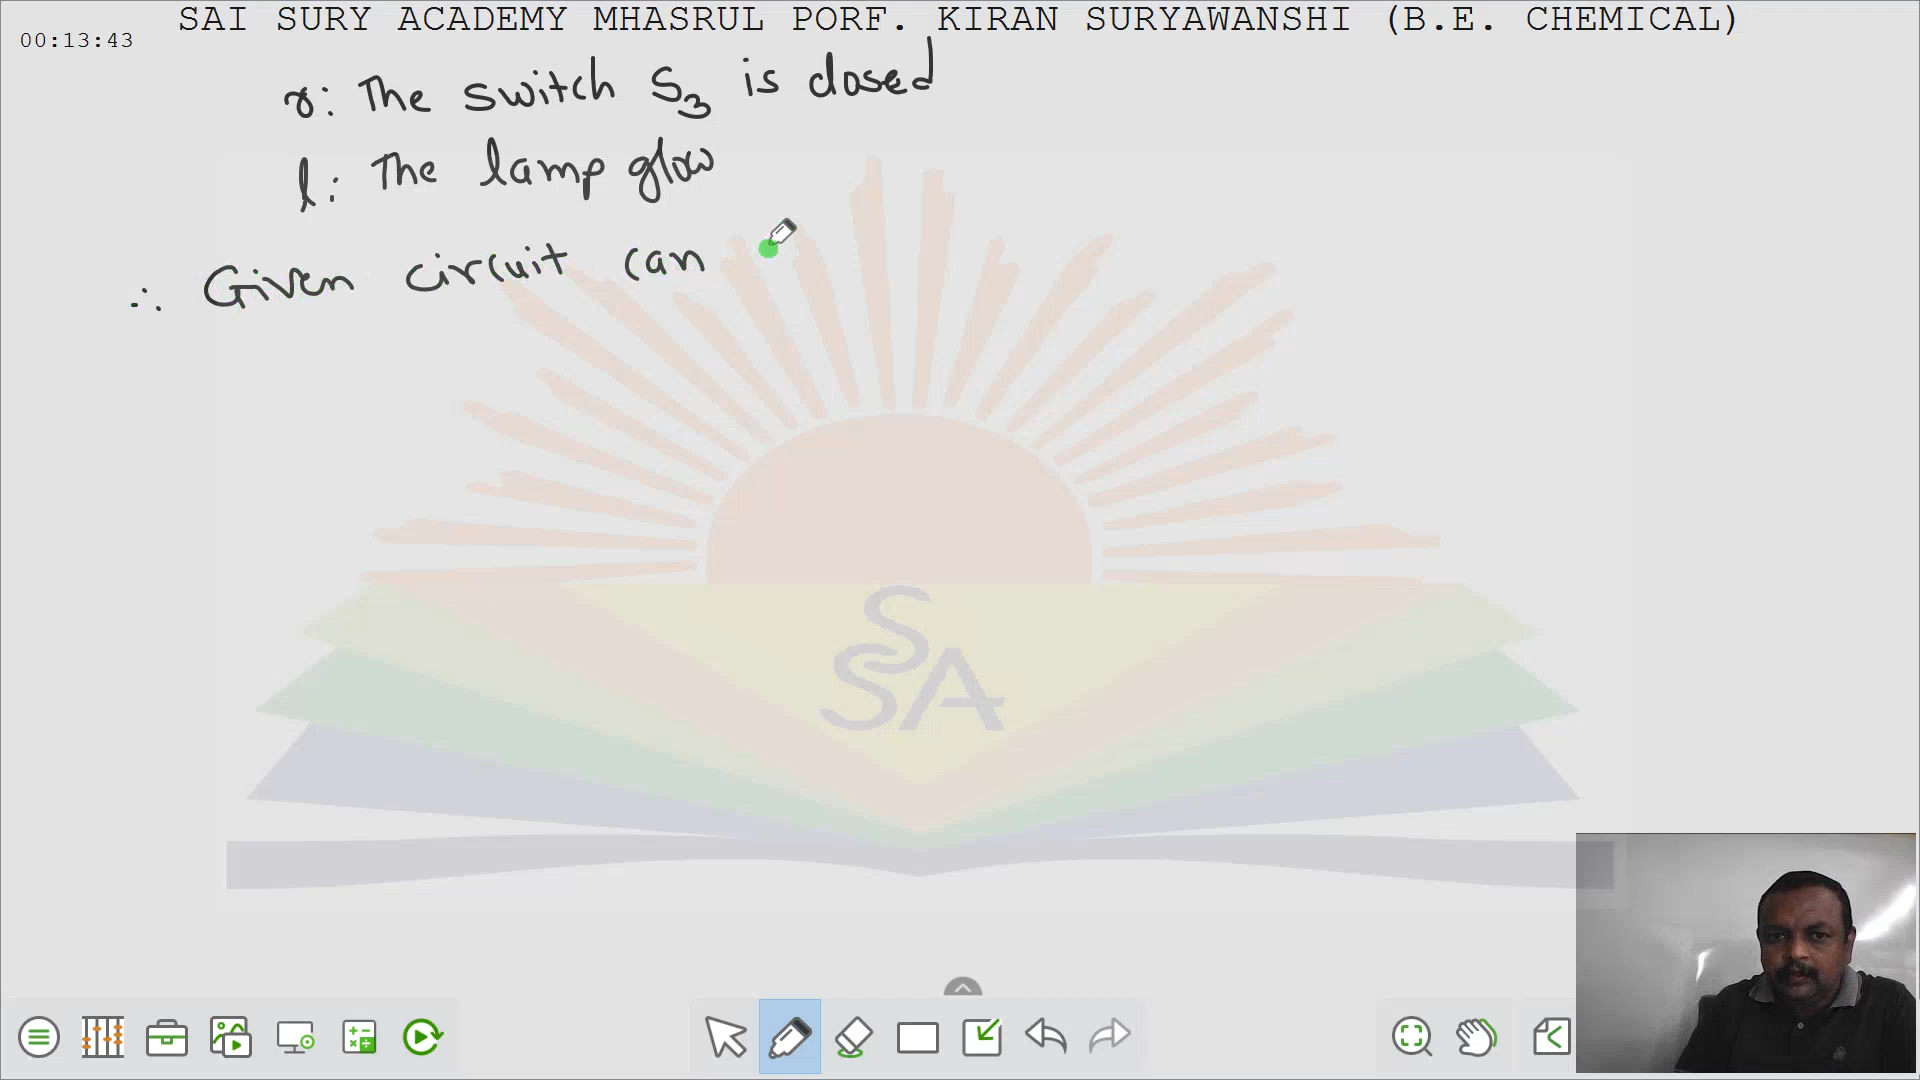 SAI SURY ACADEMY MHASRUL PORF. KIRAN SURYAWANSHI (B.E. CHEMICAL)
00:13:43
r: The switch S3 is closed
l: The lamp glow
∴ Given circuit can
SSA